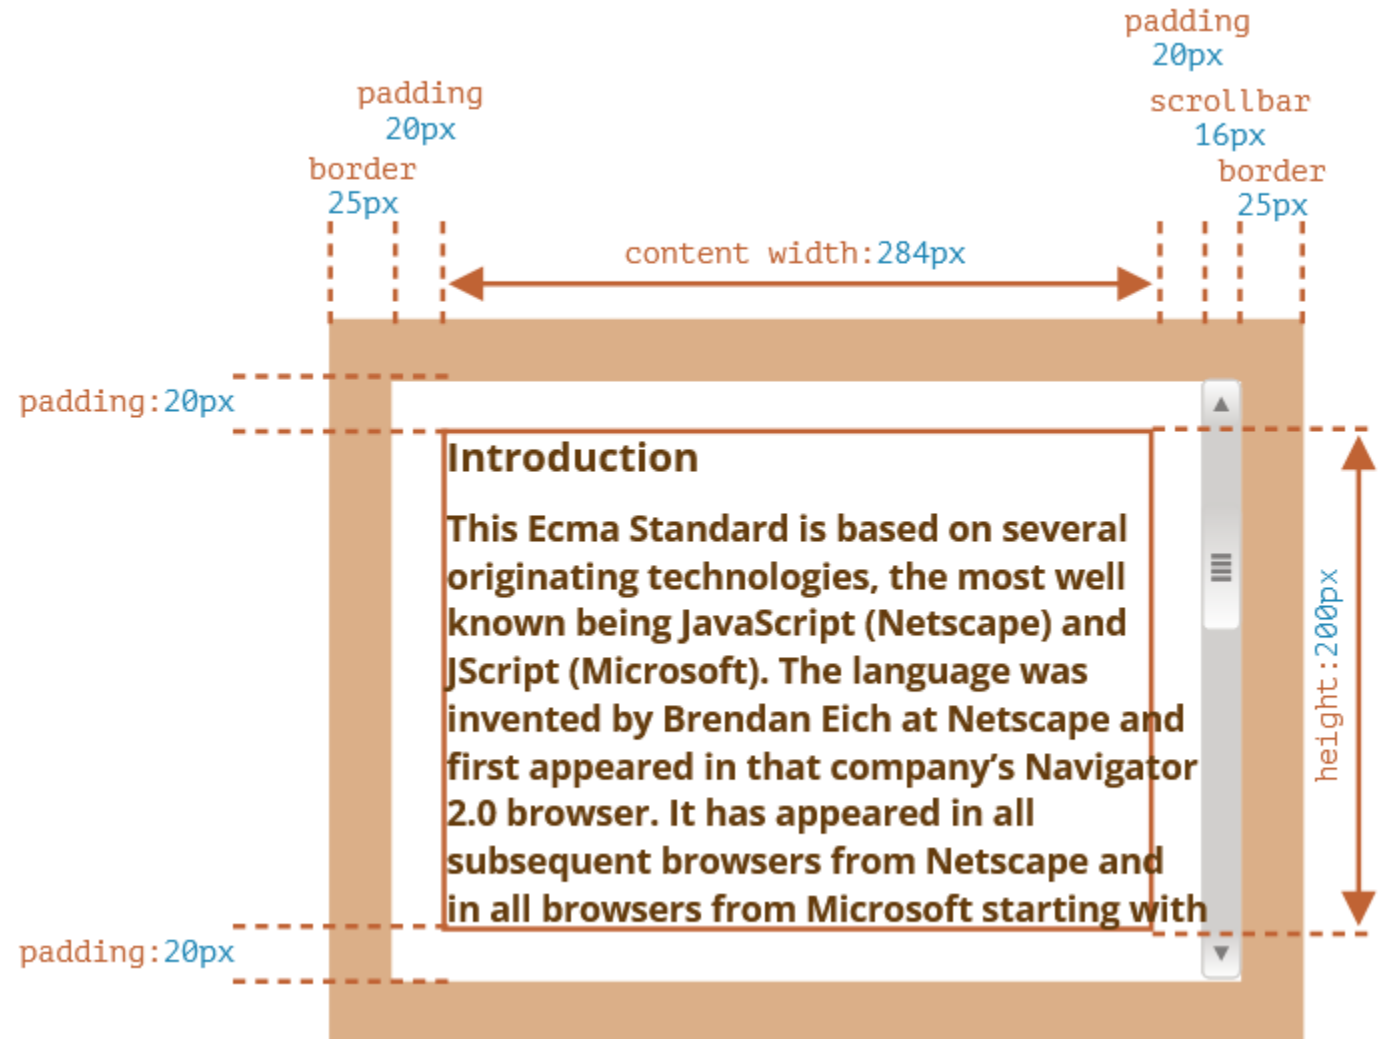 padding
20px
padding
20px
scrollbar
16px
border
25px
border
25px
content width:284px
padding:20px
Introduction
This Ecma Standard is based on several
originating technologies, the most well
known being JavaScript (Netscape) and
JScript (Microsoft). The language was
invented by Brendan Eich at Netscape and
first appeared in that company’s Navigator
2.0 browser. It has appeared in all
subsequent browsers from Netscape and
in all browsers from Microsoft starting with
height:200px
padding:20px